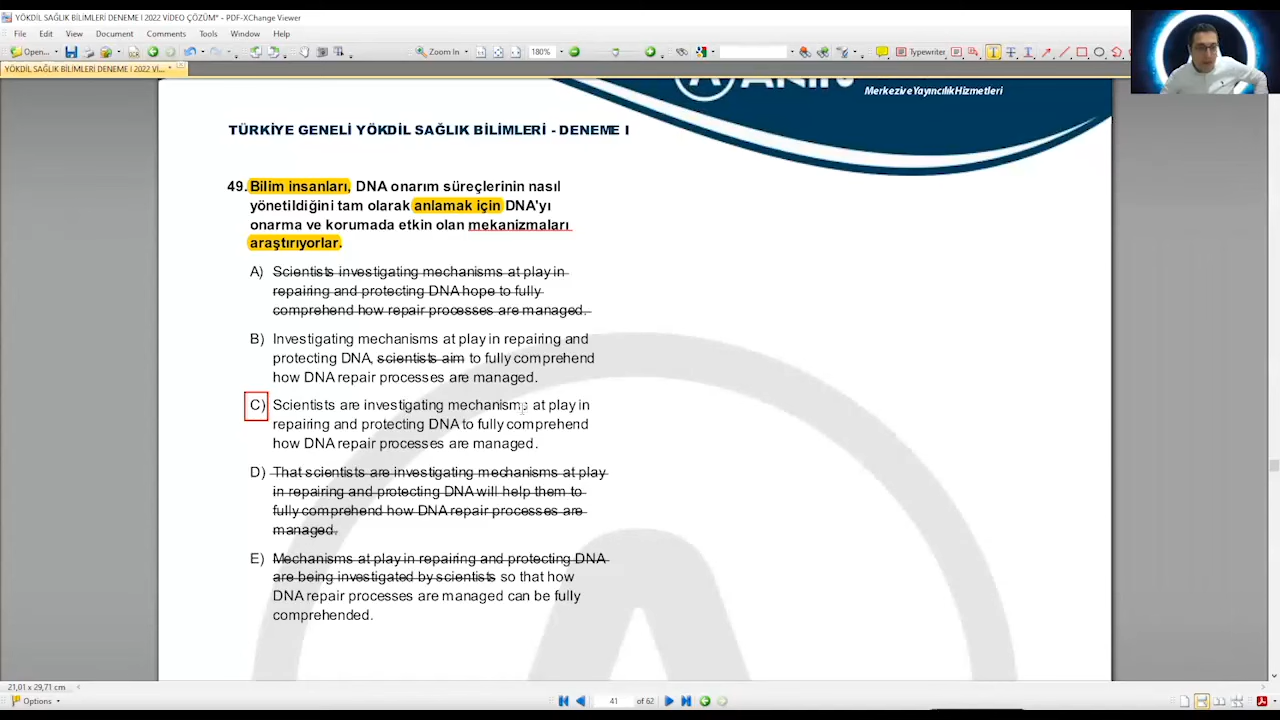 YÖKDİL SAĞLIK BİLİMLERİ DENEME I 2022 VİDEO ÇÖZÜM* - PDF-XChange Viewer
File Edit View Document Comments Tools Window Help
Open... Zoom In 180% Typewriter
YÖKDİL SAĞLIK BİLİMLERİ DENEME I 2022 Vİ... *
AKIN
Merkezi ve Yayıncılık Hizmetleri
TÜRKİYE GENELİ YÖKDİL SAĞLIK BİLİMLERİ - DENEME I
49. Bilim insanları, DNA onarım süreçlerinin nasıl
yönetildiğini tam olarak anlamak için DNA'yı
onarma ve korumada etkin olan mekanizmaları
araştırıyorlar.
A) Scientists investigating mechanisms at play in
repairing and protecting DNA hope to fully
comprehend how repair processes are managed.
B) Investigating mechanisms at play in repairing and
protecting DNA, scientists aim to fully comprehend
how DNA repair processes are managed.
C) Scientists are investigating mechanisms at play in
repairing and protecting DNA to fully comprehend
how DNA repair processes are managed.
D) That scientists are investigating mechanisms at play
in repairing and protecting DNA will help them to
fully comprehend how DNA repair processes are
managed.
E) Mechanisms at play in repairing and protecting DNA
are being investigated by scientists so that how
DNA repair processes are managed can be fully
comprehended.
21,01 x 29,71 cm
Options 41 of 62